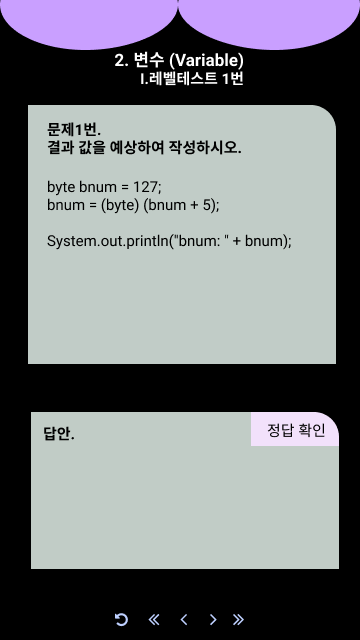 2. 변수 (Variable)
I.레벨테스트 1번
문제1번.
결과 값을 예상하여 작성하시오.
byte bnum = 127;
bnum = (byte) (bnum + 5);
System.out.println("bnum: " + bnum);
답안.
정답 확인